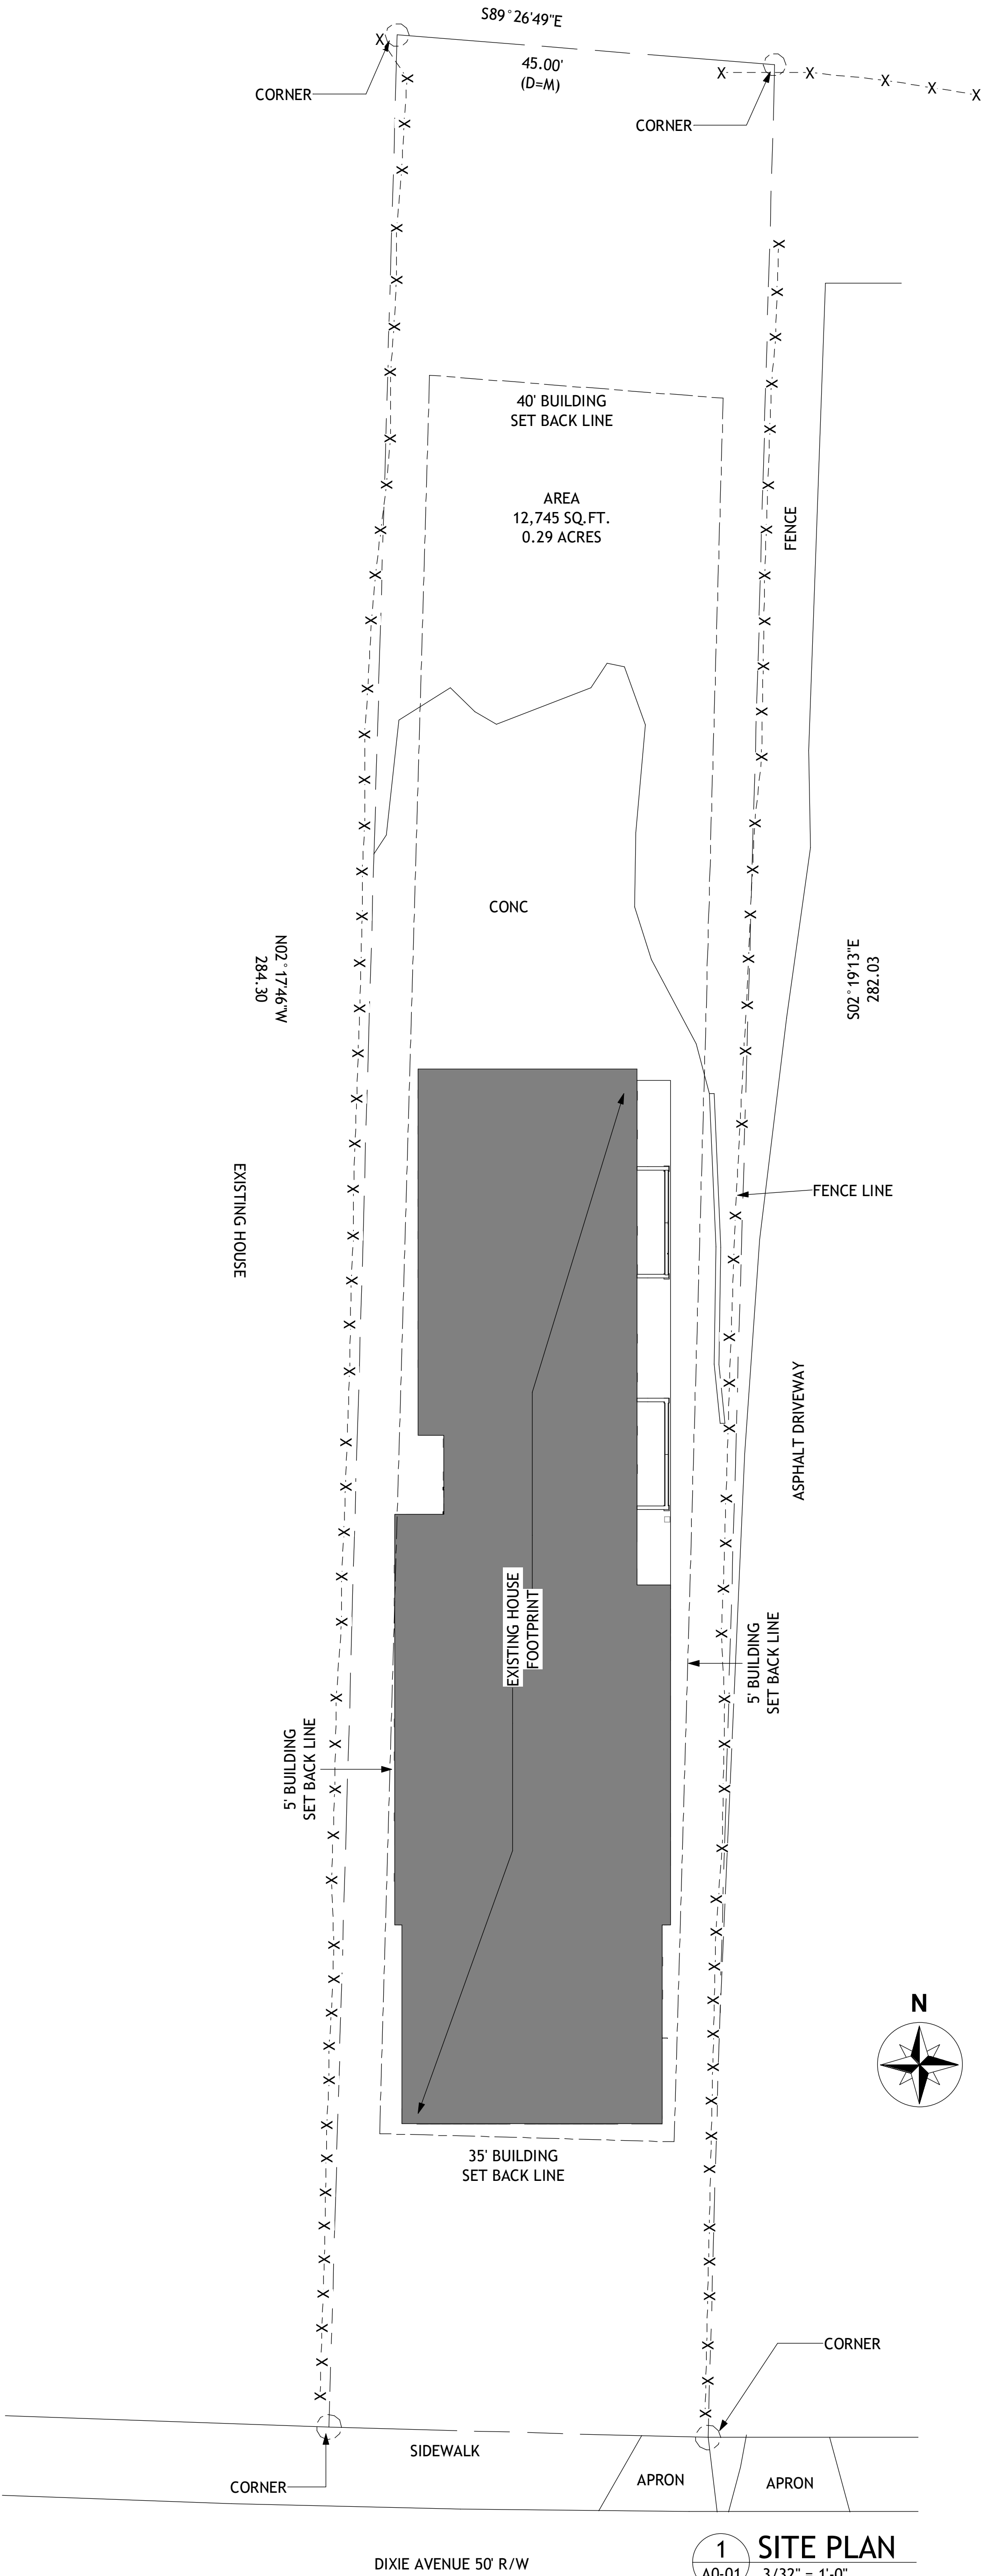 S89°26'49"E
45.00'
(D=M)
CORNER
CORNER
40' BUILDING
SET BACK LINE
AREA
12,745 SQ.FT.
0.29 ACRES
FENCE
CONC
N02°17'46"W
284.30
S02°19'13"E
282.03
EXISTING HOUSE
FENCE LINE
ASPHALT DRIVEWAY
EXISTING HOUSE
FOOTPRINT
5' BUILDING
SET BACK LINE
5' BUILDING
SET BACK LINE
N
35' BUILDING
SET BACK LINE
CORNER
SIDEWALK
CORNER
APRON
APRON
DIXIE AVENUE 50' R/W
1
SITE PLAN
A0-01
3/32" = 1'-0"